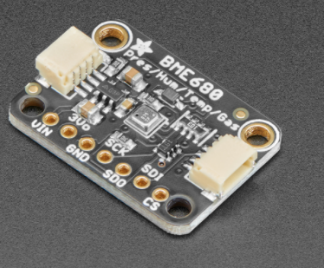 BME680
Pres/Hum/Temp/Gas
VIN
3Vo
GND
SCK
SDO
SDI
CS